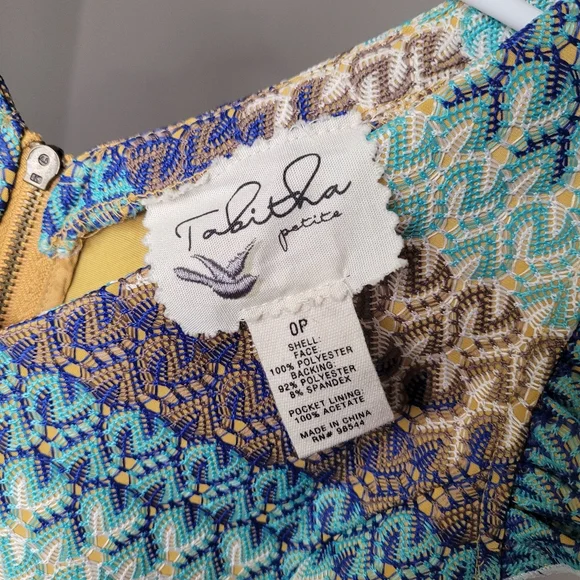 Tabitha
petite
0P
SHELL:
FACE
100% POLYESTER
BACKING:
92% POLYESTER
8% SPANDEX
POCKET LINING:
100% ACETATE
MADE IN CHINA
RN# 98544